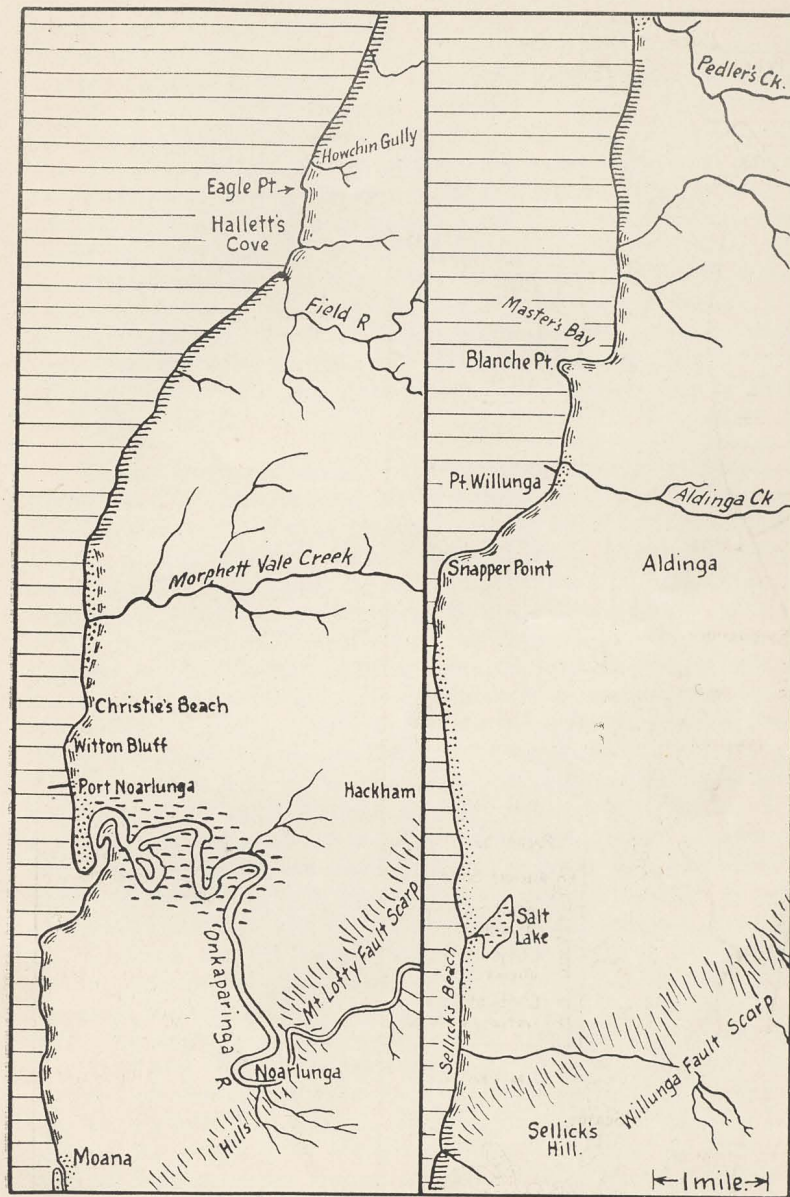 Howchin Gully
Eagle Pt
Hallett's
Cove
Field R
Morphett Vale Creek
Christie's Beach
Witton Bluff
Port Noarlunga
Hackham
Mt Lofty Fault Scarp
Onkaparinga R
Noarlunga
Hills
Moana
Pedler's Ck.
Master's Bay
Blanche Pt.
Pt. Willunga
Aldinga Ck
Snapper Point
Aldinga
Salt
Lake
Sellick's Beach
Willunga Fault Scarp
Sellick's
Hill.
1 mile.